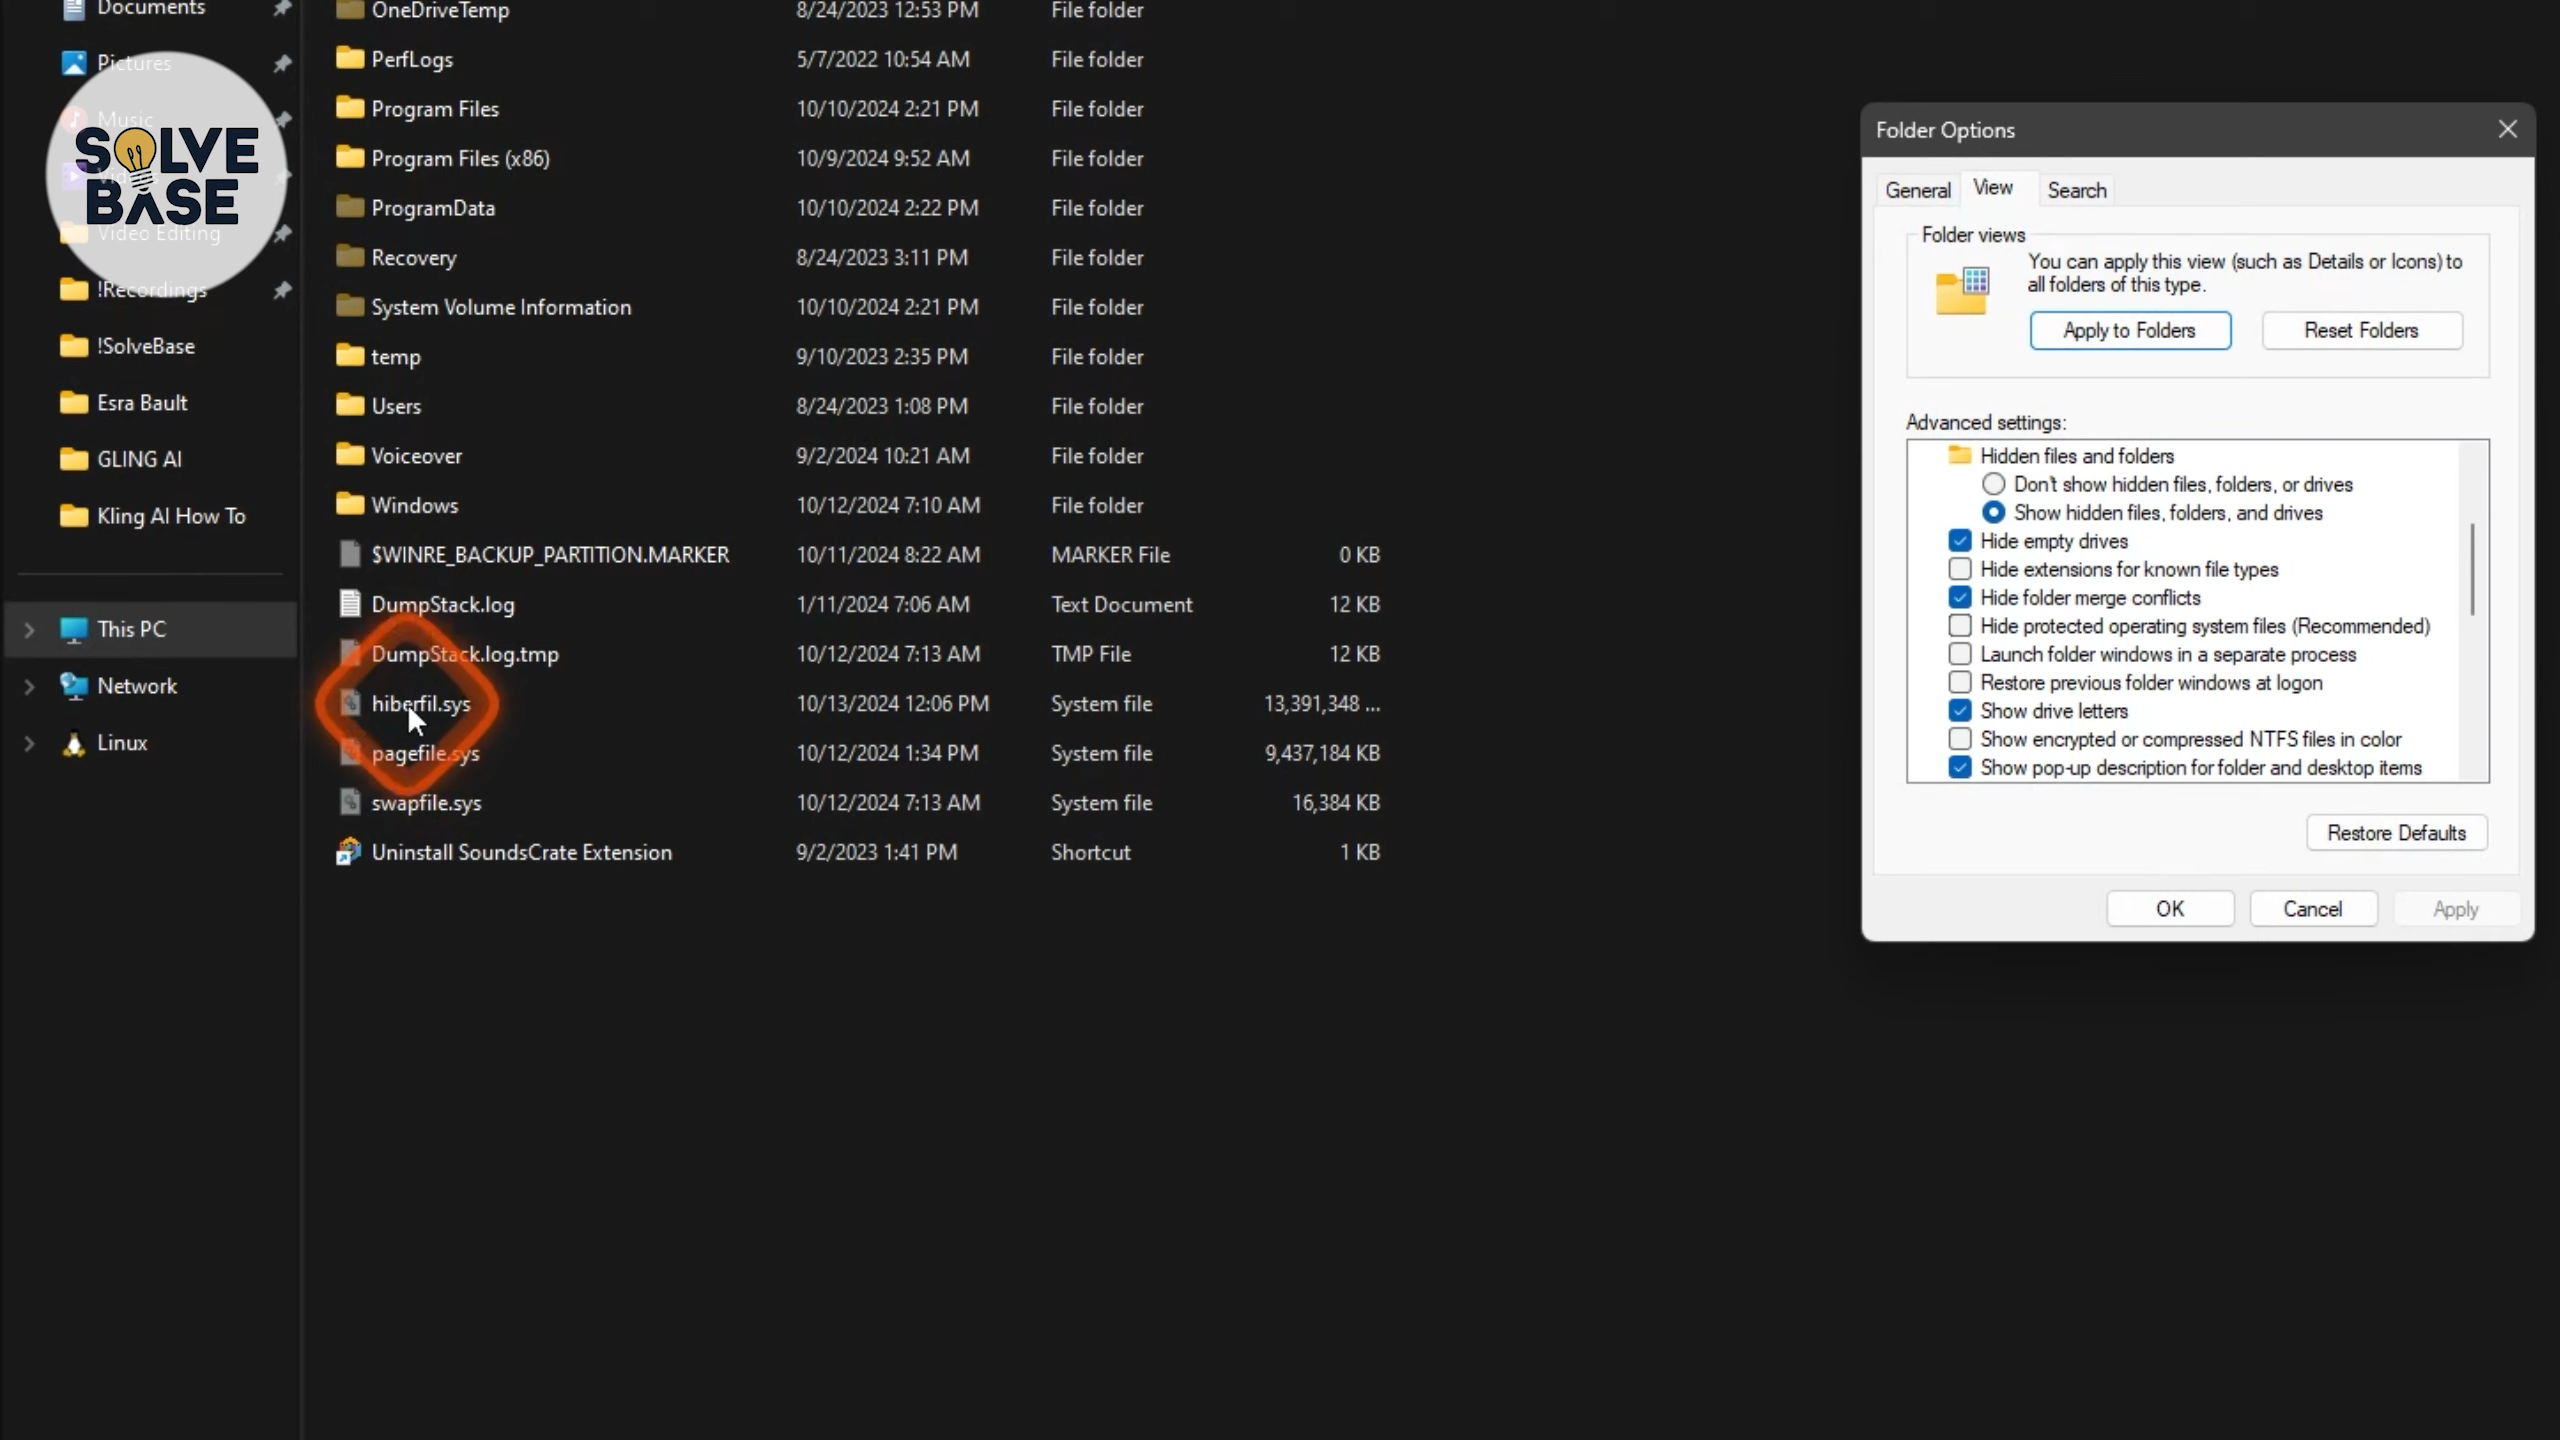 Documents
Pictures
Music
Videos
Video Editing
!Recordings
!SolveBase
Esra Bault
GLING AI
Kling AI How To
This PC
Network
Linux
SOLVE
BASE
OneDriveTemp 8/24/2023 12:53 PM File folder
PerfLogs 5/7/2022 10:54 AM File folder
Program Files 10/10/2024 2:21 PM File folder
Program Files (x86) 10/9/2024 9:52 AM File folder
ProgramData 10/10/2024 2:22 PM File folder
Recovery 8/24/2023 3:11 PM File folder
System Volume Information 10/10/2024 2:21 PM File folder
temp 9/10/2023 2:35 PM File folder
Users 8/24/2023 1:08 PM File folder
Voiceover 9/2/2024 10:21 AM File folder
Windows 10/12/2024 7:10 AM File folder
$WINRE_BACKUP_PARTITION.MARKER 10/11/2024 8:22 AM MARKER File 0 KB
DumpStack.log 1/11/2024 7:06 AM Text Document 12 KB
DumpStack.log.tmp 10/12/2024 7:13 AM TMP File 12 KB
hiberfil.sys 10/13/2024 12:06 PM System file 13,391,348 ...
pagefile.sys 10/12/2024 1:34 PM System file 9,437,184 KB
swapfile.sys 10/12/2024 7:13 AM System file 16,384 KB
Uninstall SoundsCrate Extension 9/2/2023 1:41 PM Shortcut 1 KB
Folder Options
General View Search
Folder views
You can apply this view (such as Details or Icons) to
all folders of this type.
Apply to Folders Reset Folders
Advanced settings:
Hidden files and folders
Don't show hidden files, folders, or drives
Show hidden files, folders, and drives
Hide empty drives
Hide extensions for known file types
Hide folder merge conflicts
Hide protected operating system files (Recommended)
Launch folder windows in a separate process
Restore previous folder windows at logon
Show drive letters
Show encrypted or compressed NTFS files in color
Show pop-up description for folder and desktop items
Restore Defaults
OK Cancel Apply